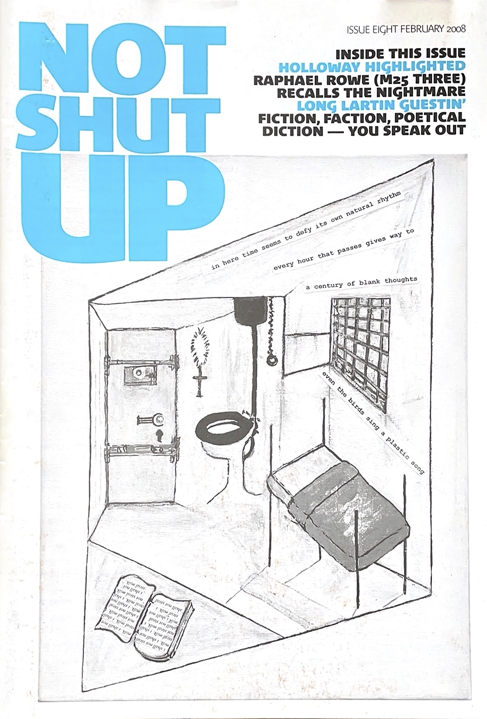 NOT
SHUT
UP
ISSUE EIGHT FEBRUARY 2008
INSIDE THIS ISSUE
HOLLOWAY HIGHLIGHTED
RAPHAEL ROWE (M25 THREE)
RECALLS THE NIGHTMARE
LONG LARTIN GUESTIN'
FICTION, FACTION, POETICAL
DICTION — YOU SPEAK OUT
in here time seems to defy its own natural rhythm
every hour that passes gives way to
a century of blank thoughts
even the birds sing a plastic song